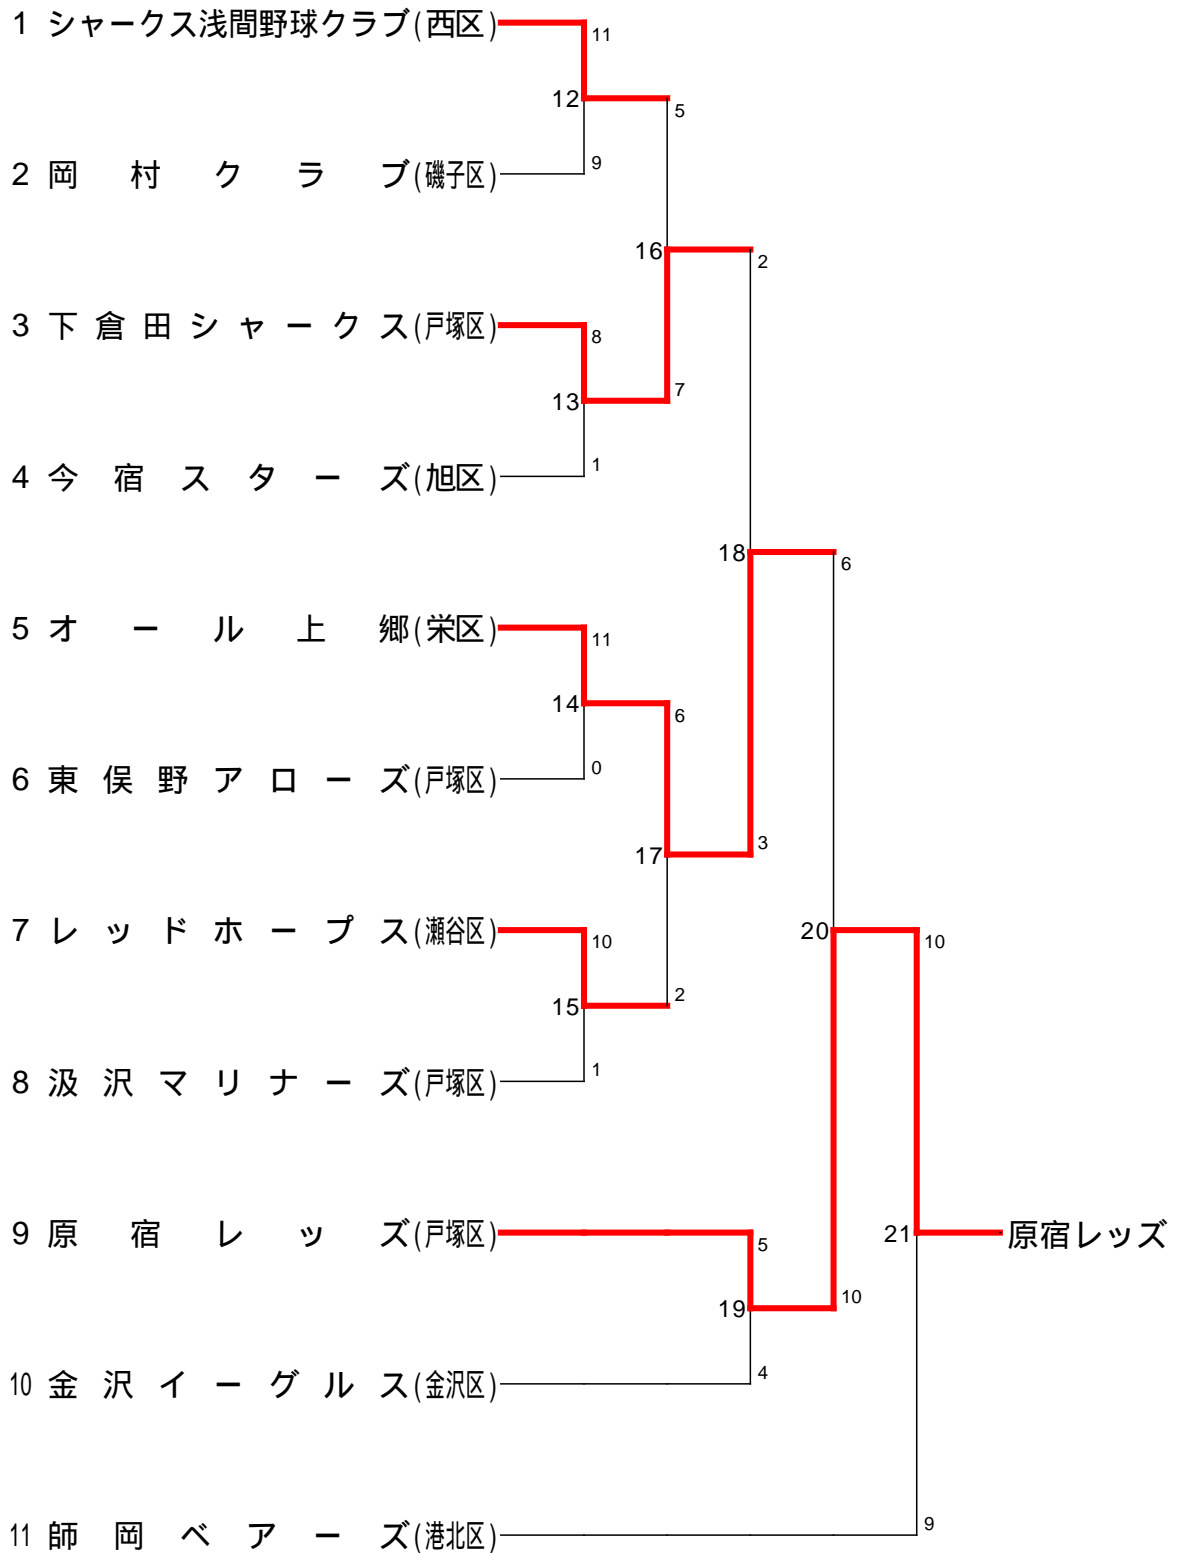 1 シャークス浅間野球クラブ(西区)
11
12
5
2 岡村クラブ(磯子区)
9
16
2
3 下倉田シャークス(戸塚区)
8
13
7
4 今宿スターズ(旭区)
1
18
6
5 オール上郷(栄区)
11
14
6
6 東俣野アローズ(戸塚区)
0
17
3
7 レッドホープス(瀬谷区)
10
20
10
15
2
8 汲沢マリナーズ(戸塚区)
1
9 原宿レッズ(戸塚区)
5
21
原宿レッズ
19
10
10 金沢イーグルス(金沢区)
4
11 師岡ベアーズ(港北区)
9